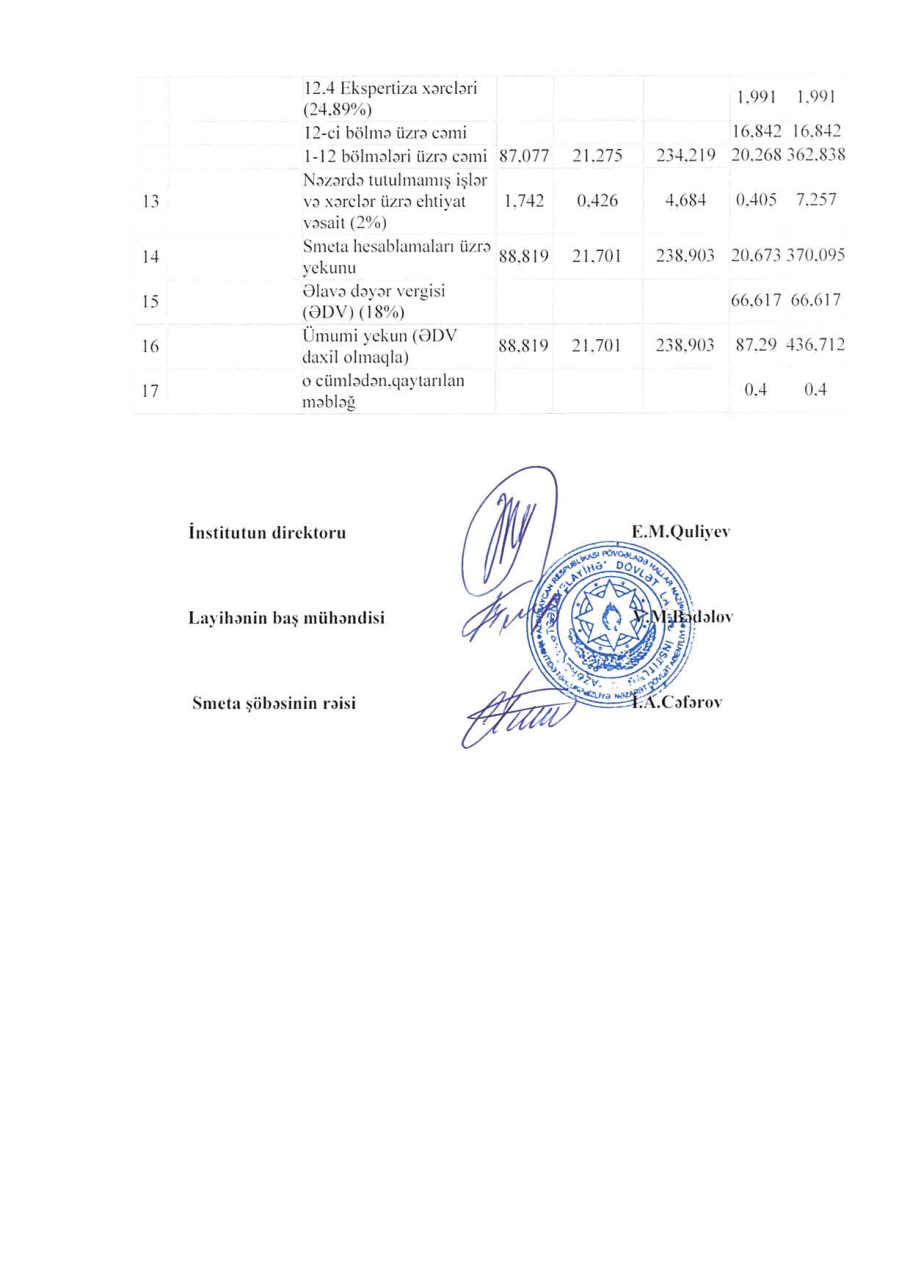 12.4 Ekspertiza xərcləri
(24,89%) 1,991 1,991
12-ci bölmə üzrə cəmi 16,842 16,842
1-12 bölmələri üzrə cəmi 87,077 21,275 234,219 20,268 362,838
Nəzərdə tutulmamış işlər
13 və xərclər üzrə ehtiyat 1,742 0,426 4,684 0,405 7,257
vəsait (2%)
14 Smeta hesablamaları üzrə 88,819 21,701 238,903 20,673 370,095
yekunu
15 Əlavə dəyər vergisi 66,617 66,617
(ƏDV) (18%)
16 Ümumi yekun (ƏDV 88,819 21,701 238,903 87,29 436,712
daxil olmaqla)
17 o cümlədən,qaytarılan 0,4 0,4
məbləğ
İnstitutun direktoru E.M.Quliyev
Layihənin baş mühəndisi V.M.Bədəlov
Smeta şöbəsinin rəisi İ.A.Cəfərov